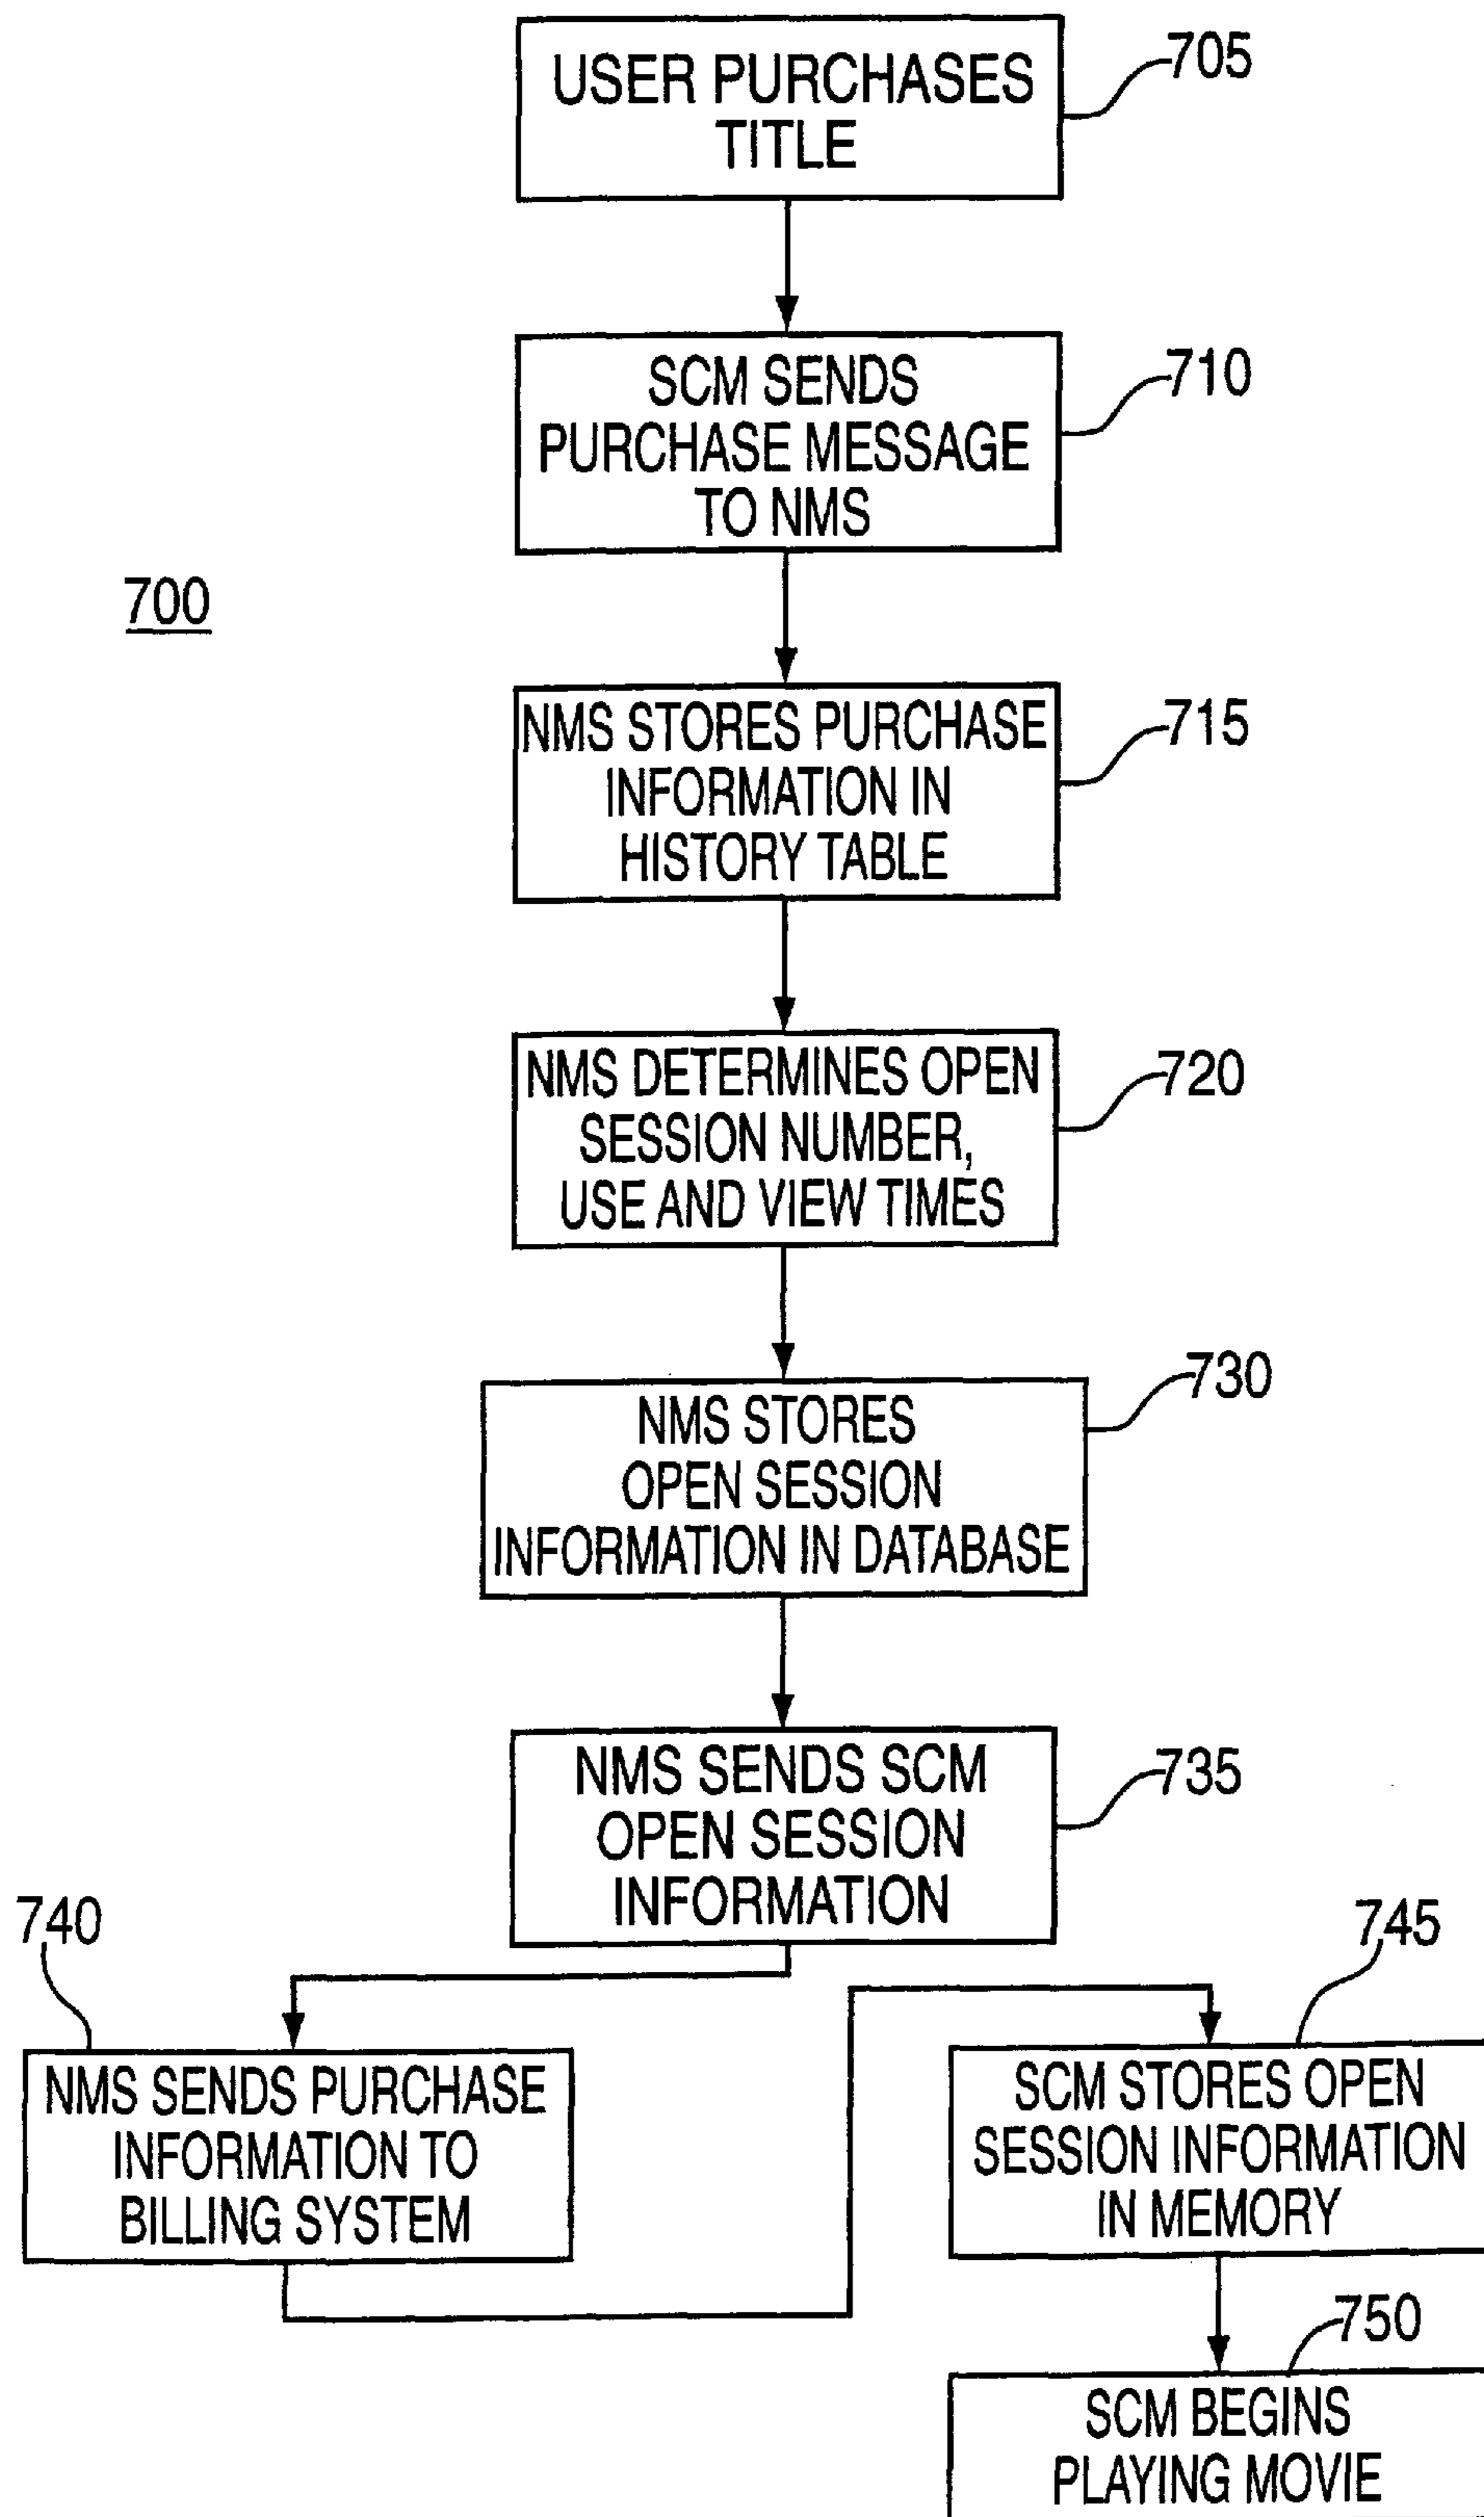 USER PURCHASES
TITLE
705
SCM SENDS
PURCHASE MESSAGE
TO NMS
710
700
NMS STORES PURCHASE
INFORMATION IN
HISTORY TABLE
715
NMS DETERMINES OPEN
SESSION NUMBER,
USE AND VIEW TIMES
720
NMS STORES
OPEN SESSION
INFORMATION IN DATABASE
730
NMS SENDS SCM
OPEN SESSION
INFORMATION
735
740
NMS SENDS PURCHASE
INFORMATION TO
BILLING SYSTEM
745
SCM STORES OPEN
SESSION INFORMATION
IN MEMORY
750
SCM BEGINS
PLAYING MOVIE